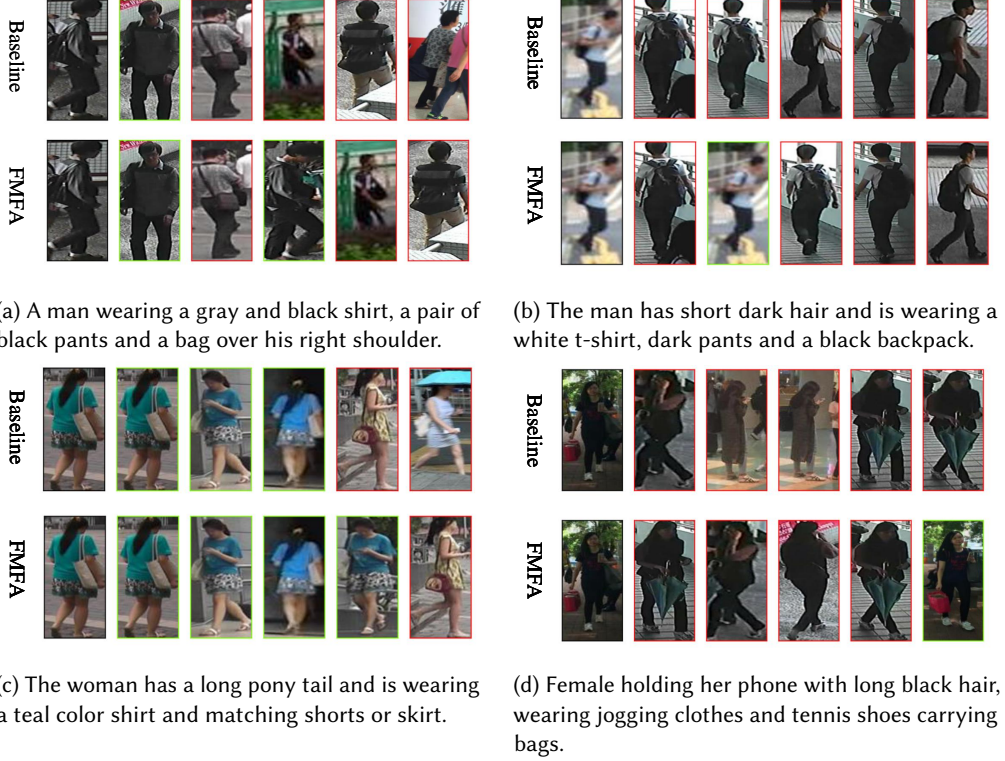 Baseline
FMFA
(a) A man wearing a gray and black shirt, a pair of
black pants and a bag over his right shoulder.
Baseline
FMFA
(b) The man has short dark hair and is wearing a
white t-shirt, dark pants and a black backpack.
Baseline
FMFA
(c) The woman has a long pony tail and is wearing
a teal color shirt and matching shorts or skirt.
Baseline
FMFA
(d) Female holding her phone with long black hair,
wearing jogging clothes and tennis shoes carrying
bags.